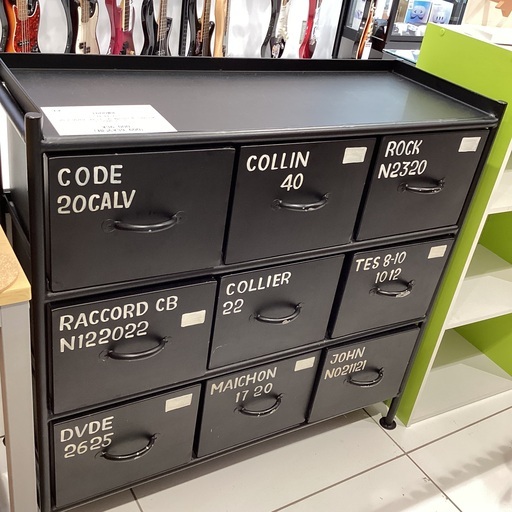 CODE
20CALV
COLLIN
40
ROCK
N2320
RACCORD CB
N122022
COLLIER
22
TES 8-10
1012
DVDE
2625
MAICHON
17 20
JOHN
N021121